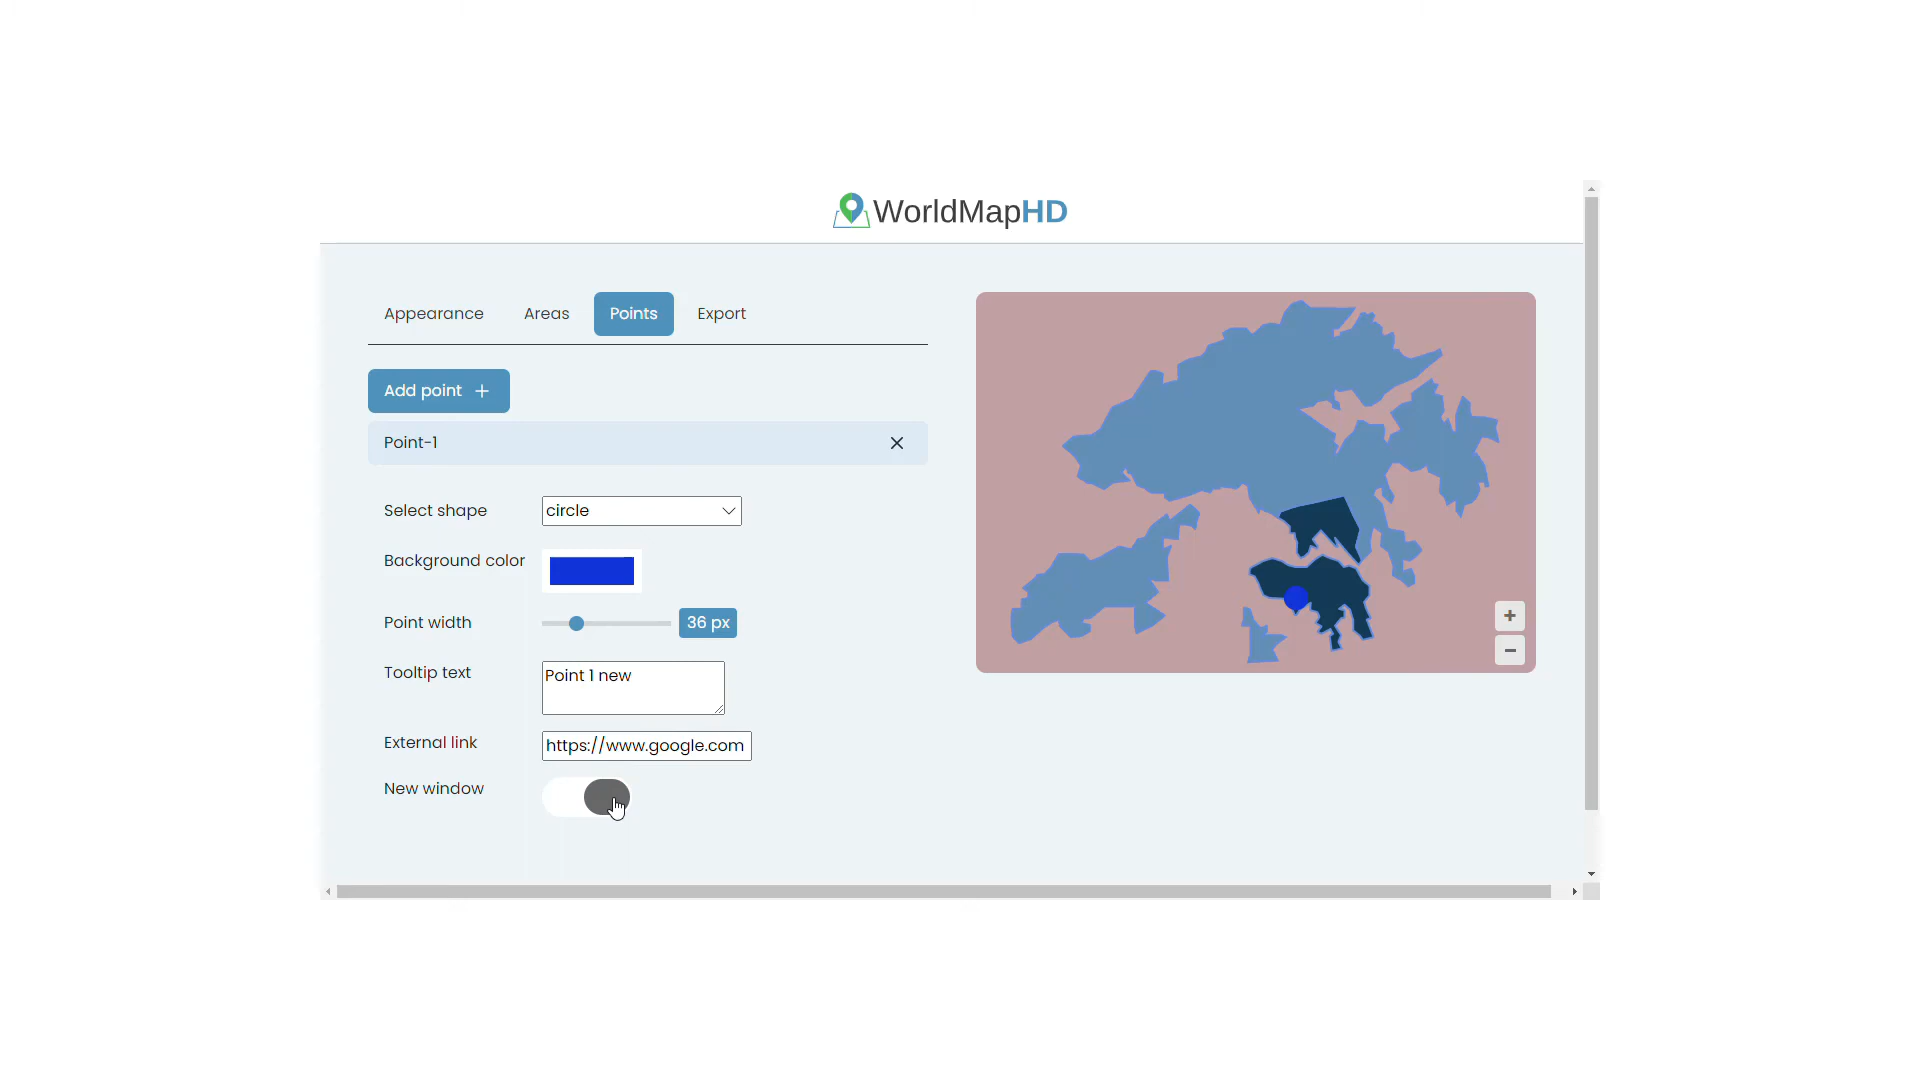 WorldMapHD
Appearance Areas Points Export
Add point +
Point-1
Select shape circle
Background color
Point width 36 px
Tooltip text Point 1 new
External link https://www.google.com
New window